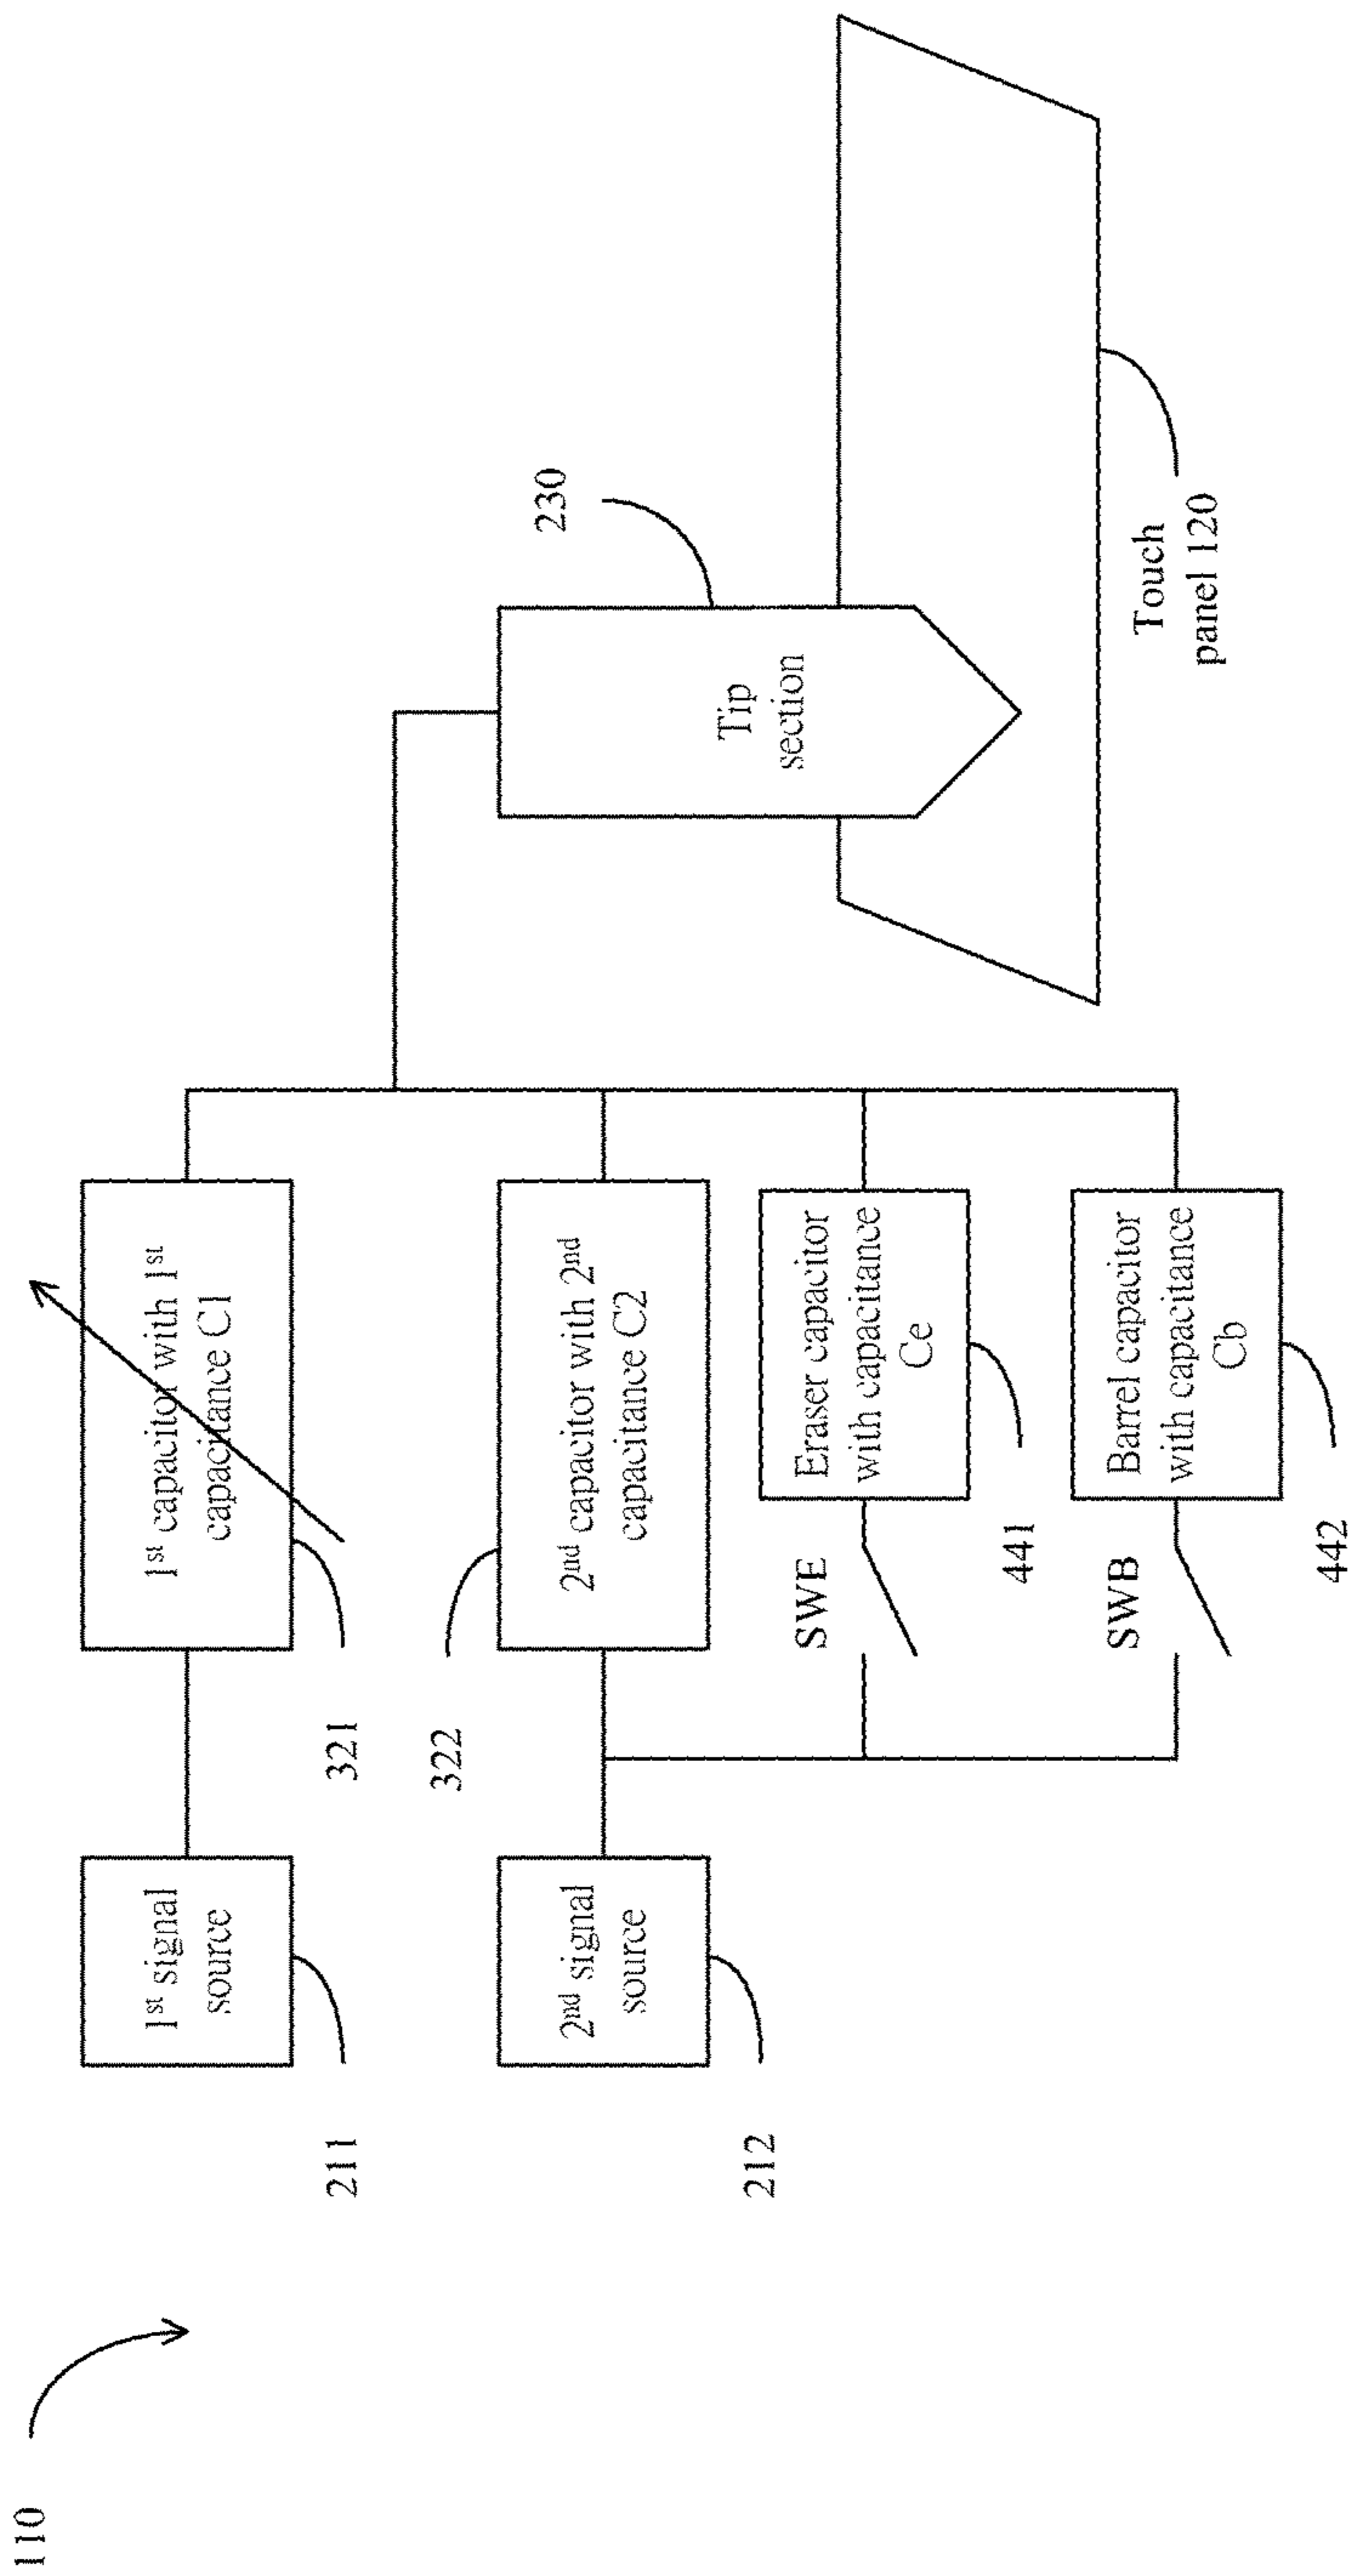 110
1st signal
source
211
1st capacitor with 1st
capacitance C1
321
2nd signal
source
212
322
2nd capacitor with 2nd
capacitance C2
SWE
Eraser capacitor
with capacitance
Ce
441
SWB
Barrel capacitor
with capacitance
Cb
442
230
Tip
section
Touch
panel 120